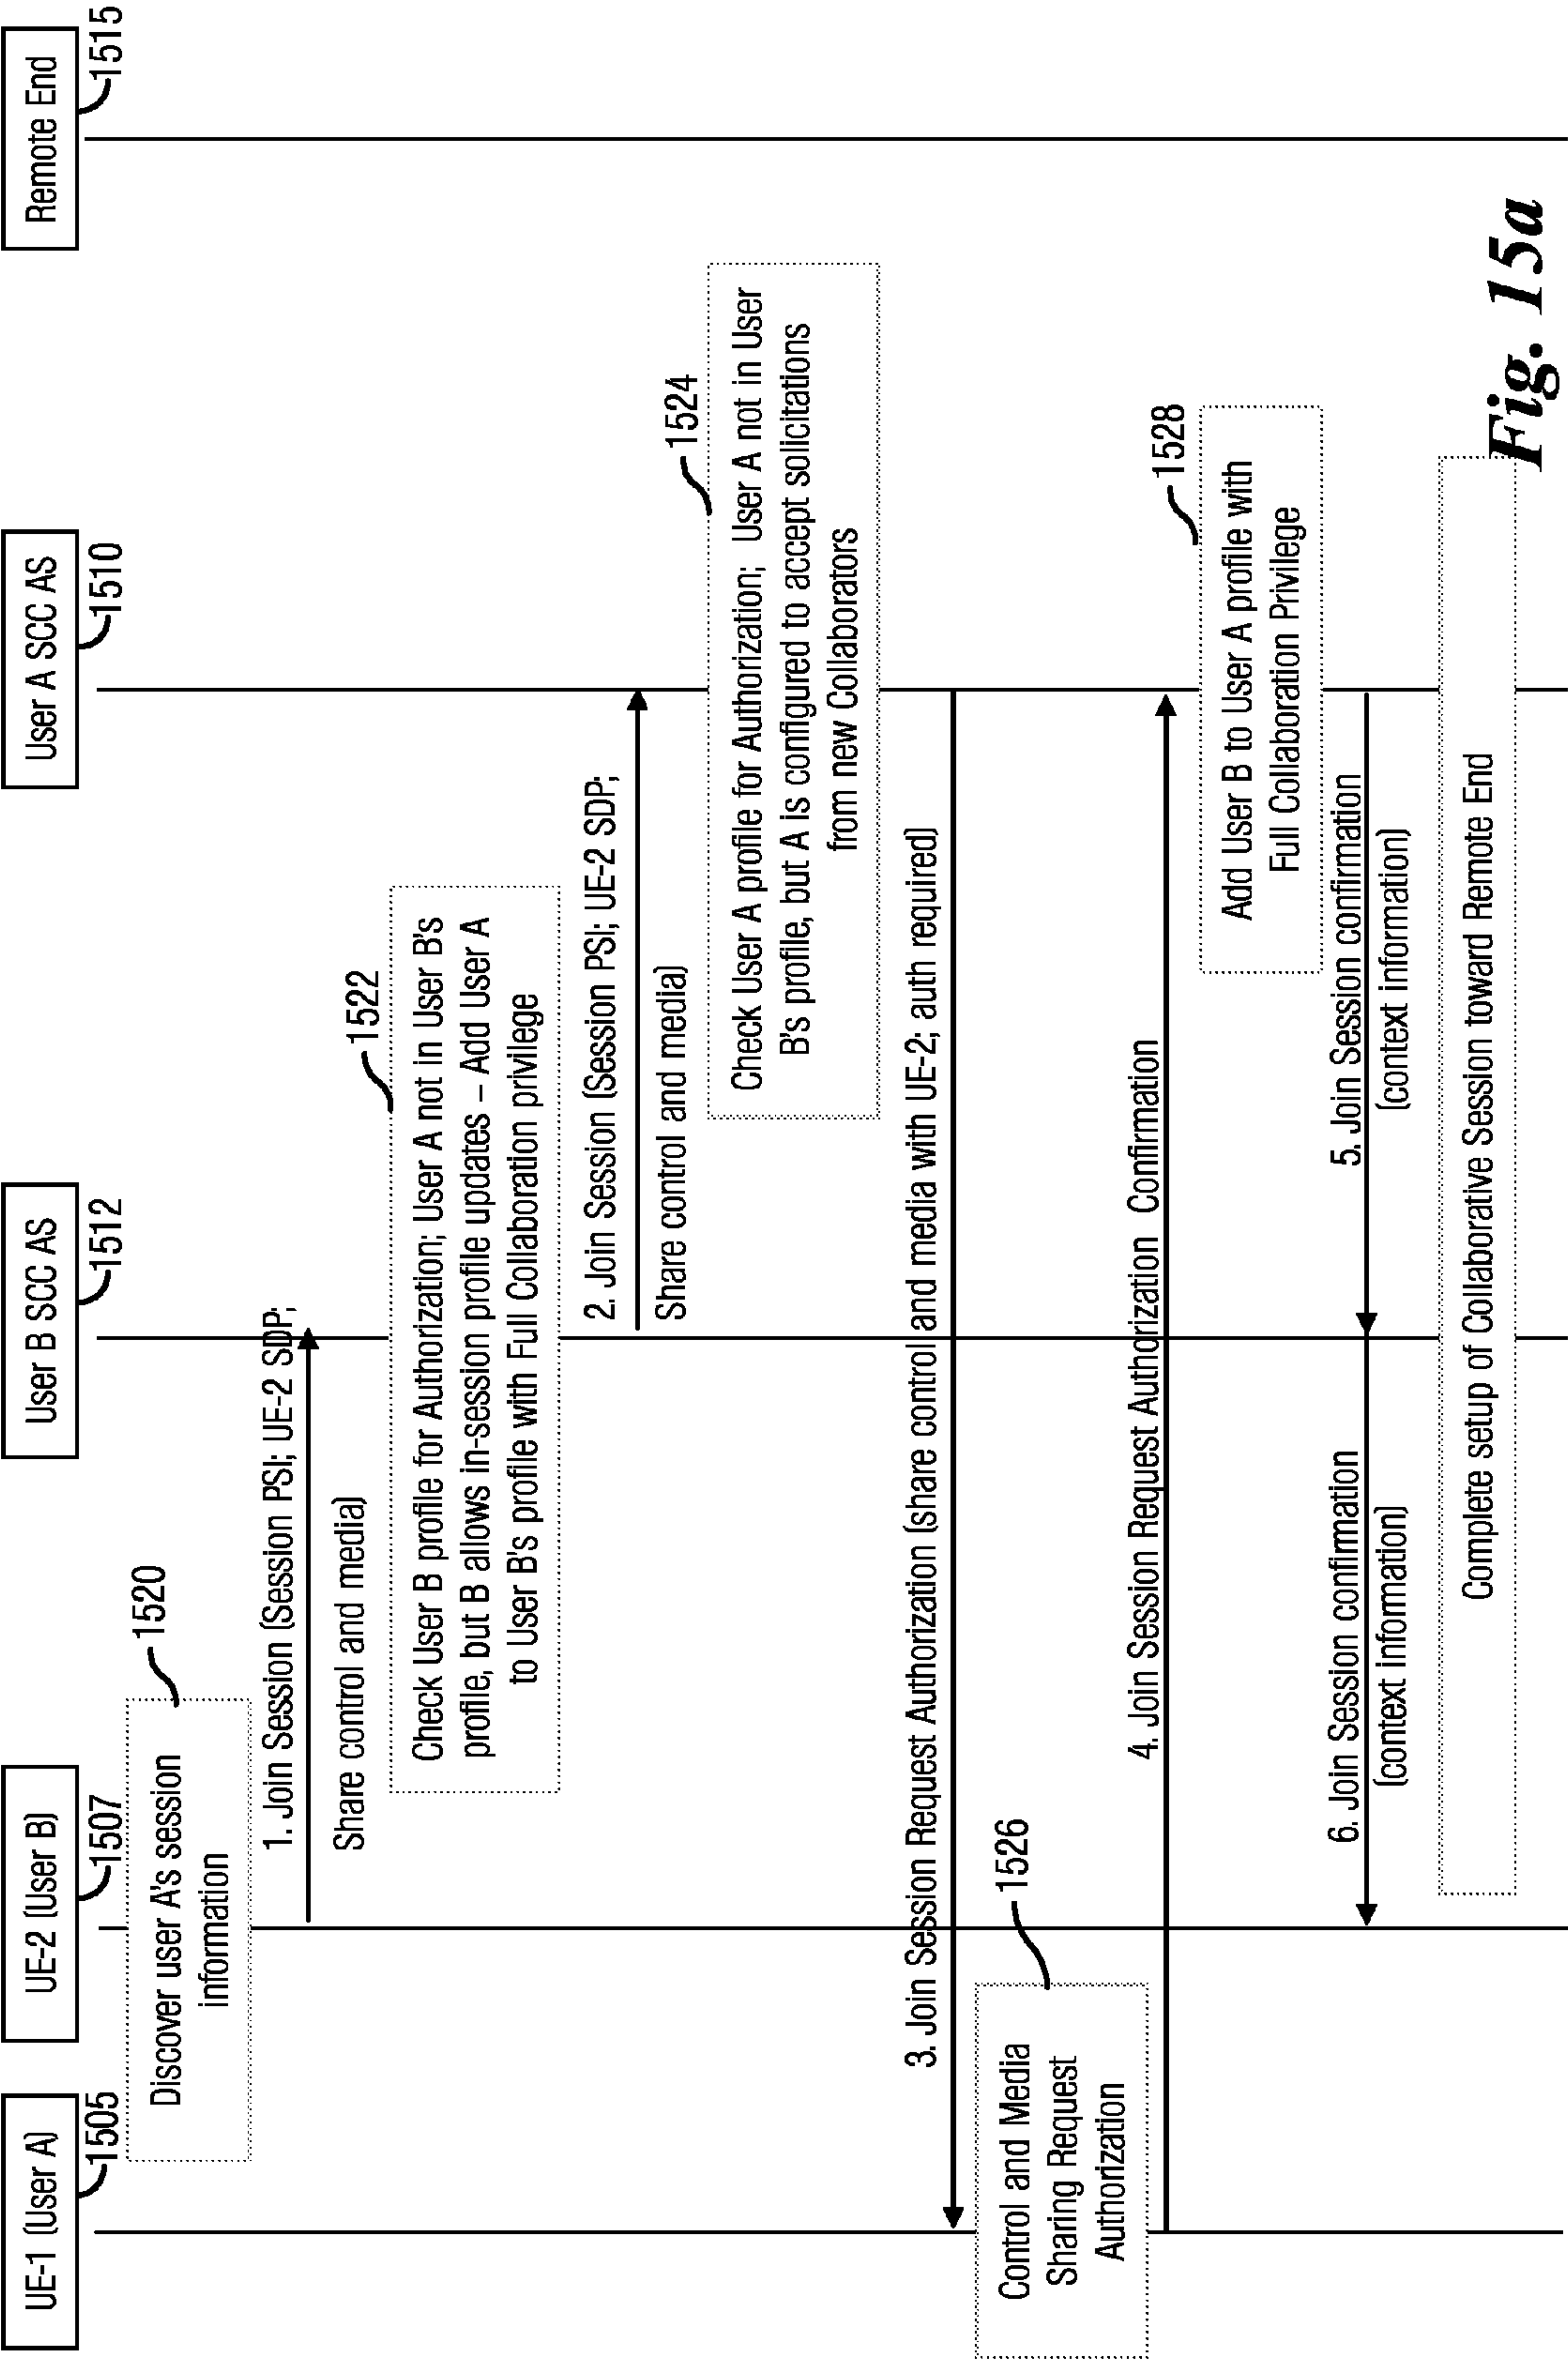 UE-1 (User A)
1505
UE-2 (User B)
1507
User B SCC AS
1512
User A SCC AS
1510
Remote End
1515
Discover user A's session
information
1520
1. Join Session (Session PSI; UE-2 SDP;
Share control and media)
1522
Check User B profile for Authorization; User A not in User B's
profile, but B allows in-session profile updates – Add User A
to User B's profile with Full Collaboration privilege
2. Join Session (Session PSI; UE-2 SDP;
Share control and media)
1524
Check User A profile for Authorization; User A not in User
B's profile, but A is configured to accept solicitations
from new Collaborators
3. Join Session Request Authorization (share control and media with UE-2; auth required)
1526
Control and Media
Sharing Request
Authorization
4. Join Session Request Authorization Confirmation
1528
Add User B to User A profile with
Full Collaboration Privilege
5. Join Session confirmation
(context information)
6. Join Session confirmation
(context information)
Complete setup of Collaborative Session toward Remote End
Fig. 15a